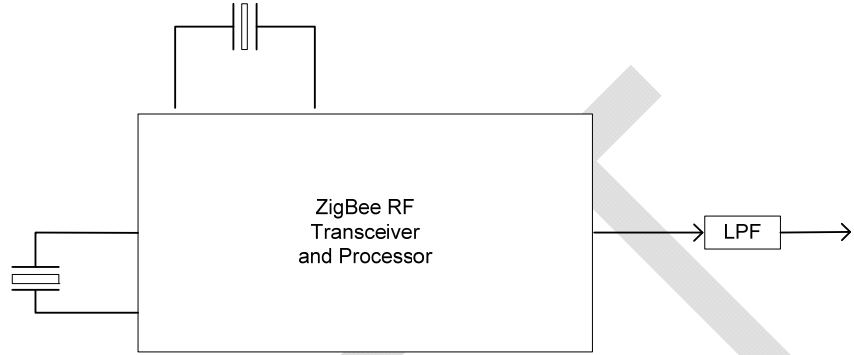 ZigBee RF
Transceiver
and Processor
LPF